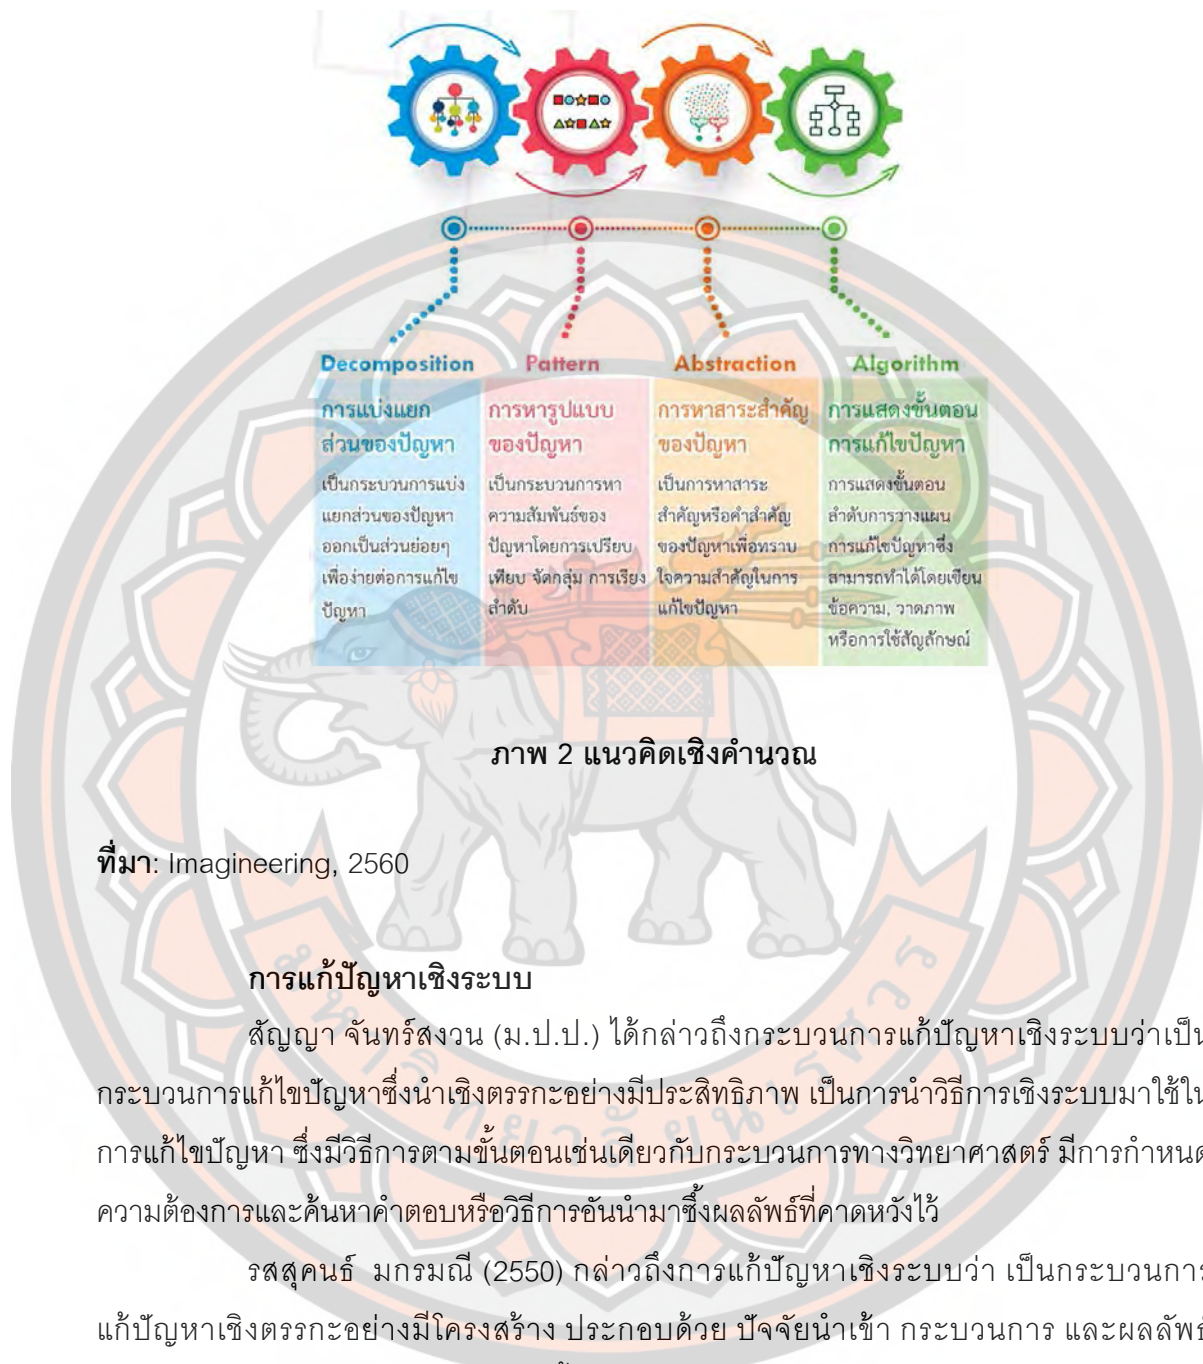 Decomposition
การแบ่งแยก
ส่วนของปัญหา
เป็นกระบวนการแบ่ง
แยกส่วนของปัญหา
ออกเป็นส่วนย่อยๆ
เพื่อง่ายต่อการแก้ไข
ปัญหา
Pattern
การหารูปแบบ
ของปัญหา
เป็นกระบวนการหา
ความสัมพันธ์ของ
ปัญหาโดยการเปรียบ
เทียบ จัดกลุ่ม การเรียง
ลำดับ
Abstraction
การหาสาระสำคัญ
ของปัญหา
เป็นการหาสาระ
สำคัญหรือคำสำคัญ
ของปัญหาเพื่อทราบ
ใจความสำคัญในการ
แก้ไขปัญหา
Algorithm
การแสดงขั้นตอน
การแก้ไขปัญหา
การแสดงขั้นตอน
ลำดับการวางแผน
การแก้ไขปัญหาซึ่ง
สามารถทำได้โดยเขียน
ข้อความ, วาดภาพ
หรือการใช้สัญลักษณ์
ภาพ 2 แนวคิดเชิงคำนวณ
ที่มา: Imagineering, 2560
การแก้ปัญหาเชิงระบบ
สัญญา จันทร์สงวน (ม.ป.ป.) ได้กล่าวถึงกระบวนการแก้ปัญหาเชิงระบบว่าเป็น
กระบวนการแก้ไขปัญหาซึ่งนำเชิงตรรกะอย่างมีประสิทธิภาพ เป็นการนำวิธีการเชิงระบบมาใช้ใน
การแก้ไขปัญหา ซึ่งมีวิธีการตามขั้นตอนเช่นเดียวกับกระบวนการทางวิทยาศาสตร์ มีการกำหนด
ความต้องการและค้นหาคำตอบหรือวิธีการอันนำมาซึ้งผลลัพธ์ที่คาดหวังไว้
รสสุคนธ์ มกรมณี (2550) กล่าวถึงการแก้ปัญหาเชิงระบบว่า เป็นกระบวนการ
แก้ปัญหาเชิงตรรกะอย่างมีโครงสร้าง ประกอบด้วย ปัจจัยนำเข้า กระบวนการ และผลลัพธ์